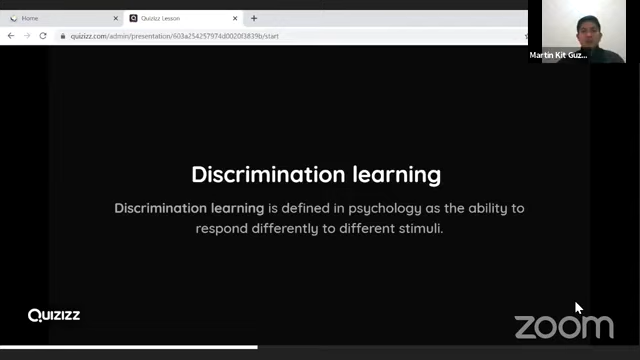 Home
Quizizz Lesson
quizizz.com/admin/presentation/603a254257974d0020f3839b/start
Martin Kit Guz...
Discrimination learning
Discrimination learning is defined in psychology as the ability to
respond differently to different stimuli.
Quizizz
zoom